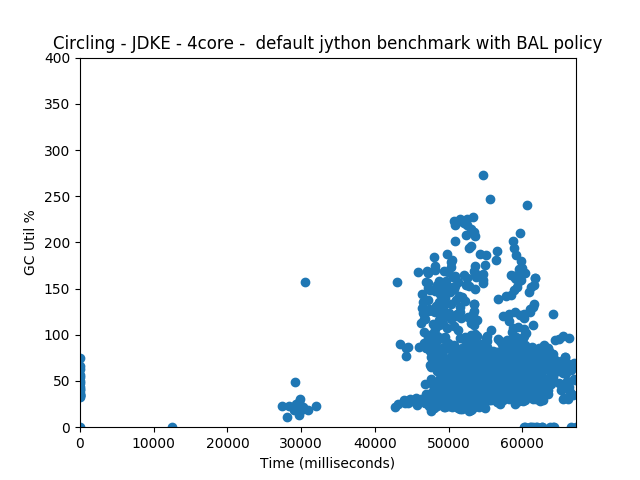 Circling - JDKE - 4core -  default jython benchmark with BAL policy
400
350
300
250
200
150
100
50
0
GC Util %
0 10000 20000 30000 40000 50000 60000
Time (milliseconds)